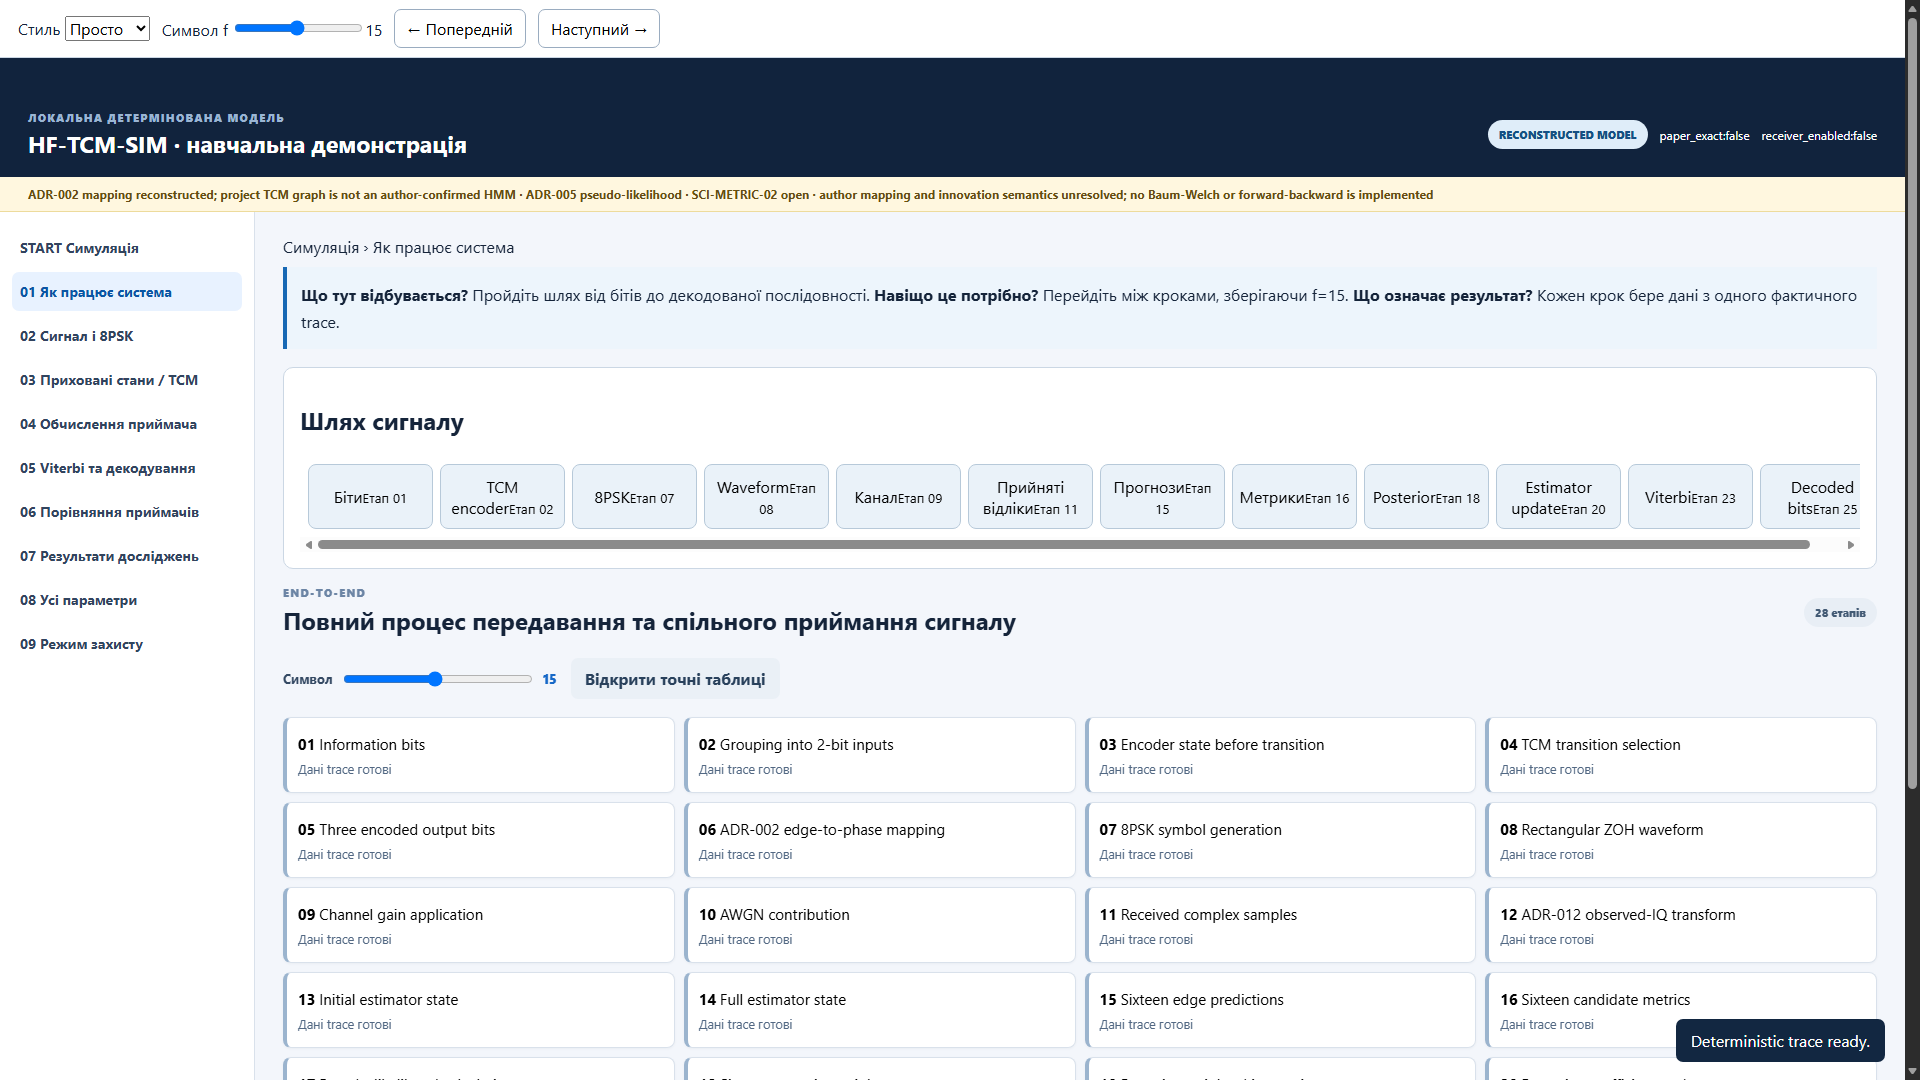 Стиль Просто Символ f 15 ← Попередній Наступний →
ЛОКАЛЬНА ДЕТЕРМІНОВАНА МОДЕЛЬ
HF-TCM-SIM · навчальна демонстрація
RECONSTRUCTED MODEL paper_exact:false receiver_enabled:false
ADR-002 mapping reconstructed; project TCM graph is not an author-confirmed HMM · ADR-005 pseudo-likelihood · SCI-METRIC-02 open · author mapping and innovation semantics unresolved; no Baum-Welch or forward-backward is implemented
START Симуляція
01 Як працює система
02 Сигнал і 8PSK
03 Приховані стани / TCM
04 Обчислення приймача
05 Viterbi та декодування
06 Порівняння приймачів
07 Результати досліджень
08 Усі параметри
09 Режим захисту
Симуляція › Як працює система
Що тут відбувається? Пройдіть шлях від бітів до декодованої послідовності. Навіщо це потрібно? Перейдіть між кроками, зберігаючи f=15. Що означає результат? Кожен крок бере дані з одного фактичного
trace.
Шлях сигналу
БітиЕтап 01
TCM
encoderЕтап 02
8PSKЕтап 07
WaveformЕтап
08
КаналЕтап 09
Прийняті
відлікиЕтап 11
ПрогнозиЕтап
15
МетрикиЕтап 16
PosteriorЕтап 18
Estimator
updateЕтап 20
ViterbiЕтап 23
Decoded
bitsЕтап 25
END-TO-END
Повний процес передавання та спільного приймання сигналу
28 етапів
Символ 15 Відкрити точні таблиці
01 Information bits
Дані trace готові
02 Grouping into 2-bit inputs
Дані trace готові
03 Encoder state before transition
Дані trace готові
04 TCM transition selection
Дані trace готові
05 Three encoded output bits
Дані trace готові
06 ADR-002 edge-to-phase mapping
Дані trace готові
07 8PSK symbol generation
Дані trace готові
08 Rectangular ZOH waveform
Дані trace готові
09 Channel gain application
Дані trace готові
10 AWGN contribution
Дані trace готові
11 Received complex samples
Дані trace готові
12 ADR-012 observed-IQ transform
Дані trace готові
13 Initial estimator state
Дані trace готові
14 Full estimator state
Дані trace готові
15 Sixteen edge predictions
Дані trace готові
16 Sixteen candidate metrics
Дані trace готові
Deterministic trace ready.